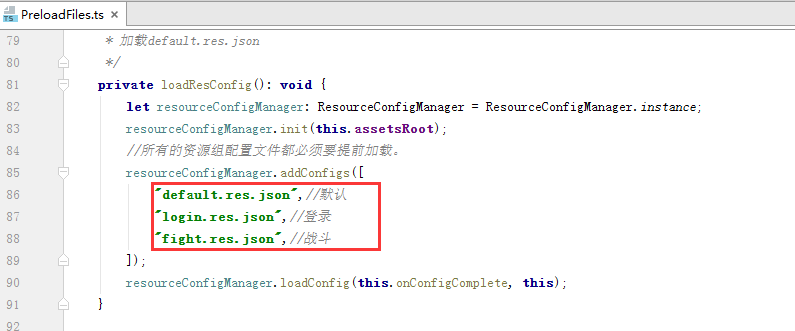 PreloadFiles.ts ×
79 * 加载default.res.json
80 */
81 private loadResConfig(): void {
82 let resourceConfigManager: ResourceConfigManager = ResourceConfigManager.instance;
83 resourceConfigManager.init(this.assetsRoot);
84 //所有的资源组配置文件都必须要提前加载。
85 resourceConfigManager.addConfigs([
86 "default.res.json",//默认
87 "login.res.json",//登录
88 "fight.res.json",//战斗
89 ]);
90 resourceConfigManager.loadConfig(this.onConfigComplete, this);
91 }
92